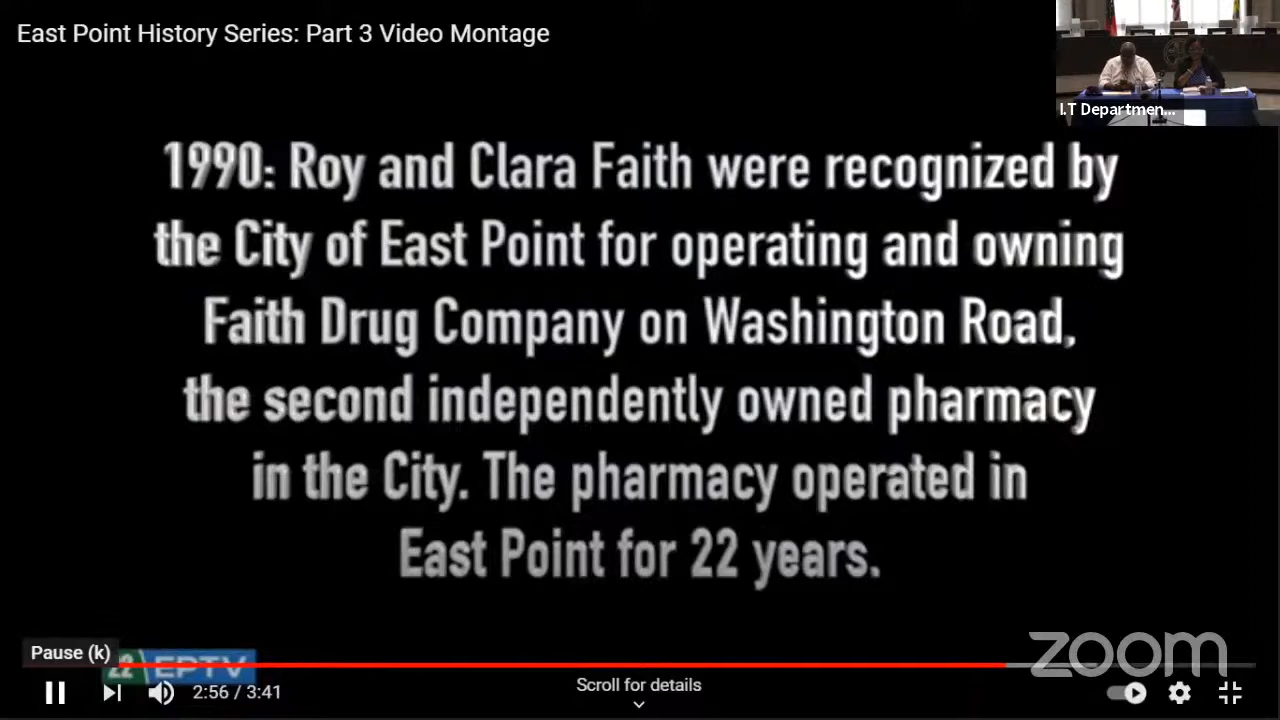 East Point History Series: Part 3 Video Montage
I.T Departmen...
1990: Roy and Clara Faith were recognized by
the City of East Point for operating and owning
Faith Drug Company on Washington Road,
the second independently owned pharmacy
in the City. The pharmacy operated in
East Point for 22 years.
Pause (k)
22 EPTV
zoom
2:56 / 3:41
Scroll for details